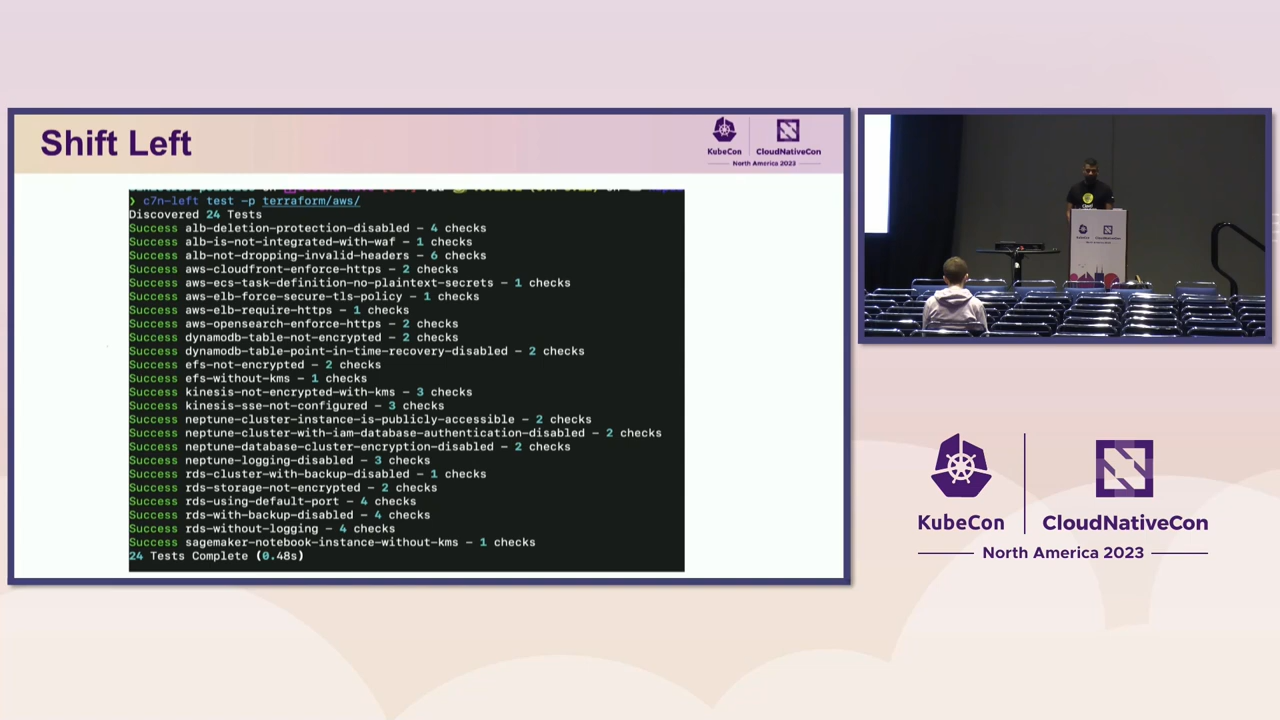 Shift Left
KubeCon
CloudNativeCon
North America 2023
❯ c7n-left test -p terraform/aws/
Discovered 24 Tests
Success alb-deletion-protection-disabled - 4 checks
Success alb-is-not-integrated-with-waf - 1 checks
Success alb-not-dropping-invalid-headers - 6 checks
Success aws-cloudfront-enforce-https - 2 checks
Success aws-ecs-task-definition-no-plaintext-secrets - 1 checks
Success aws-elb-force-secure-tls-policy - 1 checks
Success aws-elb-require-https - 1 checks
Success aws-opensearch-enforce-https - 2 checks
Success dynamodb-table-not-encrypted - 2 checks
Success dynamodb-table-point-in-time-recovery-disabled - 2 checks
Success efs-not-encrypted - 2 checks
Success efs-without-kms - 1 checks
Success kinesis-not-encrypted-with-kms - 3 checks
Success kinesis-sse-not-configured - 3 checks
Success neptune-cluster-instance-is-publicly-accessible - 2 checks
Success neptune-cluster-with-iam-database-authentication-disabled - 2 checks
Success neptune-database-cluster-encryption-disabled - 2 checks
Success neptune-logging-disabled - 3 checks
Success rds-cluster-with-backup-disabled - 1 checks
Success rds-storage-not-encrypted - 2 checks
Success rds-using-default-port - 4 checks
Success rds-with-backup-disabled - 4 checks
Success rds-without-logging - 4 checks
Success sagemaker-notebook-instance-without-kms - 1 checks
24 Tests Complete (0.48s)
KubeCon
CloudNativeCon
North America 2023